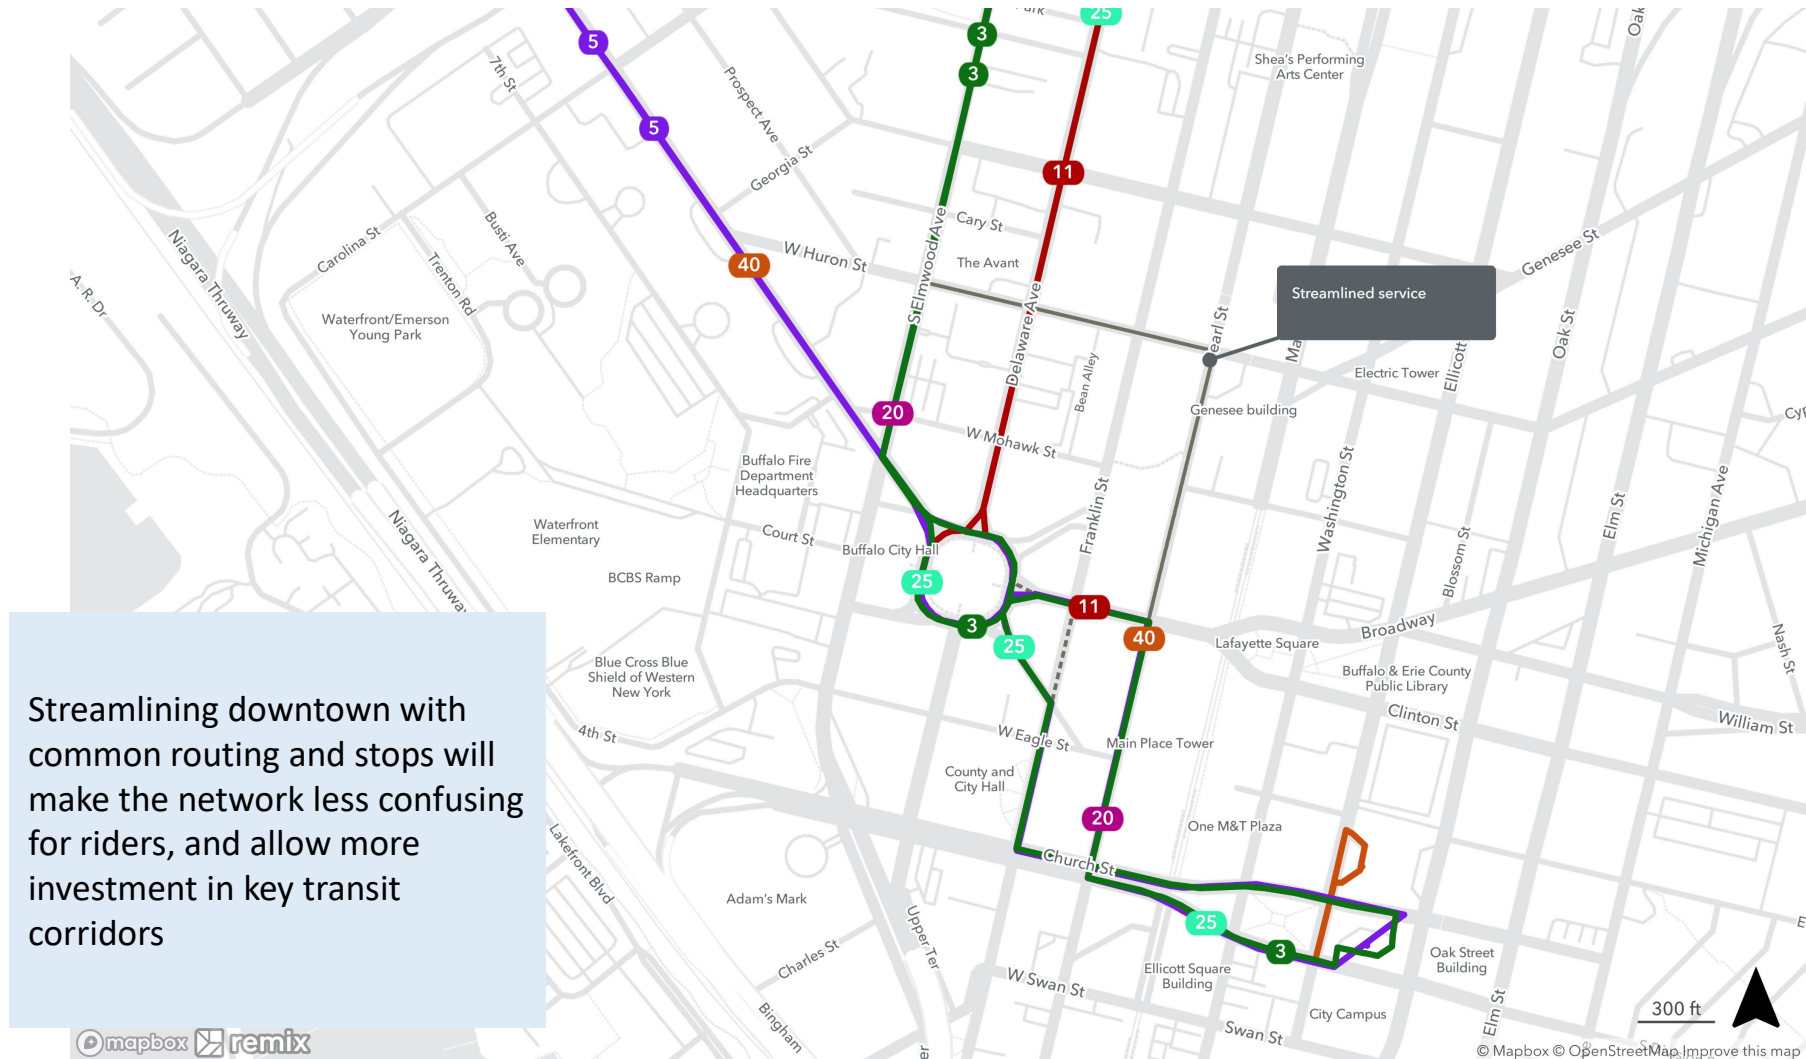 Park
25
3
3
5
5
11
40
20
25
3
25
11
40
20
25
3
Oak
Shea's Performing
Arts Center
7th St
Prospect Ave
Georgia St
Cary St
S Elmwood Ave
W Huron St
The Avant
Genesee St
Streamlined service
Carolina St
Busti Ave
Trenton Rd
Niagara Thruway
A. R. Dr
Waterfront/Emerson
Young Park
Delaware Ave
earl St
Ma
Ellicott
Oak St
Electric Tower
Bean Alley
Genesee building
W Mohawk St
Buffalo Fire
Department
Headquarters
Franklin St
Washington St
Michigan Ave
Elm St
Waterfront
Elementary
Court St
Buffalo City Hall
Blossom St
BCBS Ramp
Niagara Thruway
Broadway
Lafayette Square
Nash St
Blue Cross Blue
Shield of Western
New York
Buffalo & Erie County
Public Library
Clinton St
William St
4th St
W Eagle St
Main Place Tower
County and
City Hall
One M&T Plaza
Church St
Lakefront Blvd
Adam's Mark
Upper Ter
Charles St
Oak Street
Building
Ellicott Square
Building
W Swan St
City Campus
Elm St
Swan St
Bingham
er
Streamlining downtown with
common routing and stops will
make the network less confusing
for riders, and allow more
investment in key transit
corridors
300 ft
mapbox remix
© Mapbox © OpenStreetMap Improve this map